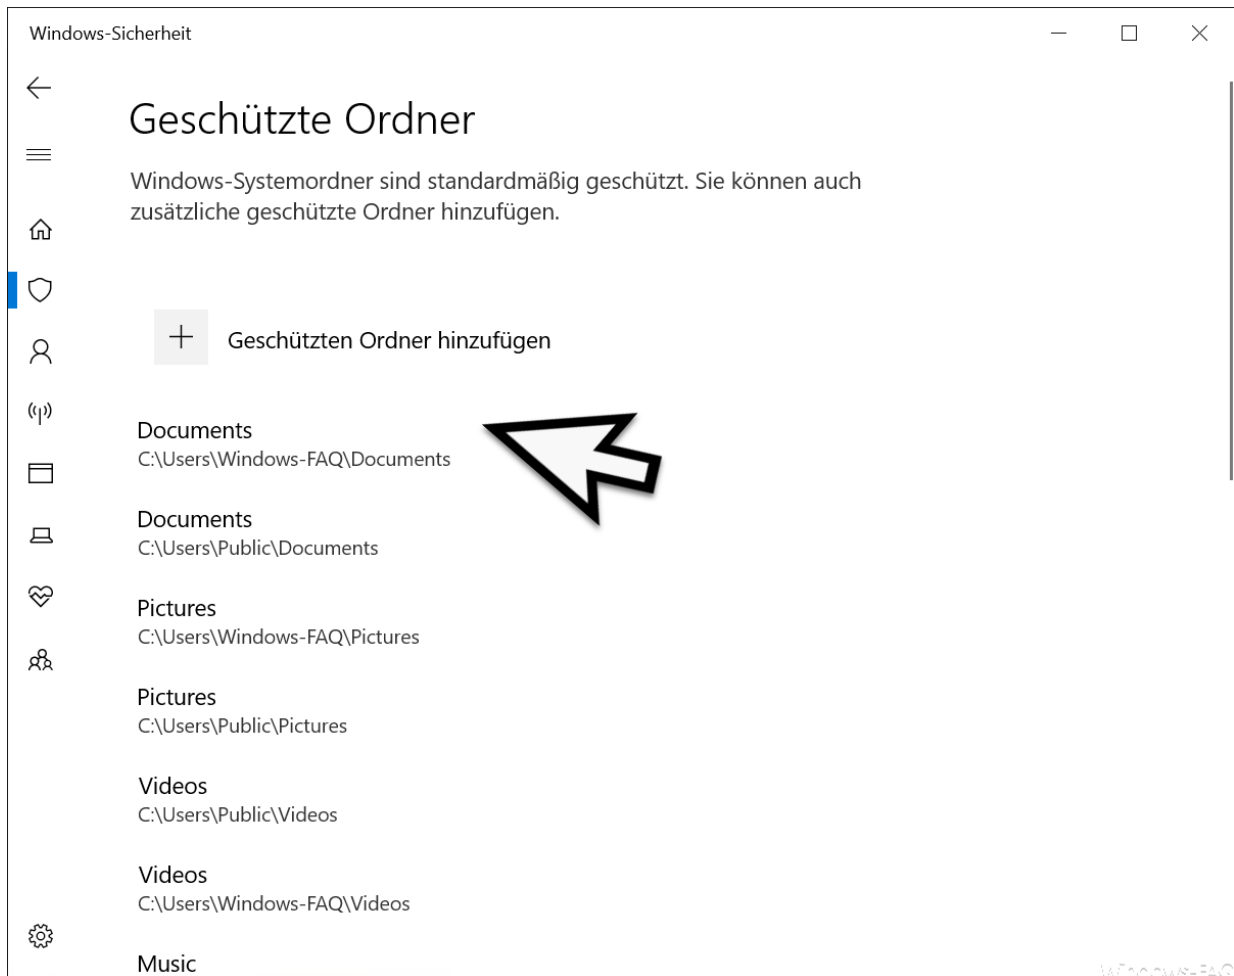 Windows-Sicherheit
Geschützte Ordner
Windows-Systemordner sind standardmäßig geschützt. Sie können auch
zusätzliche geschützte Ordner hinzufügen.
Geschützten Ordner hinzufügen
Documents
C:\Users\Windows-FAQ\Documents
Documents
C:\Users\Public\Documents
Pictures
C:\Users\Windows-FAQ\Pictures
Pictures
C:\Users\Public\Pictures
Videos
C:\Users\Public\Videos
Videos
C:\Users\Windows-FAQ\Videos
Music
Windows-FAQ